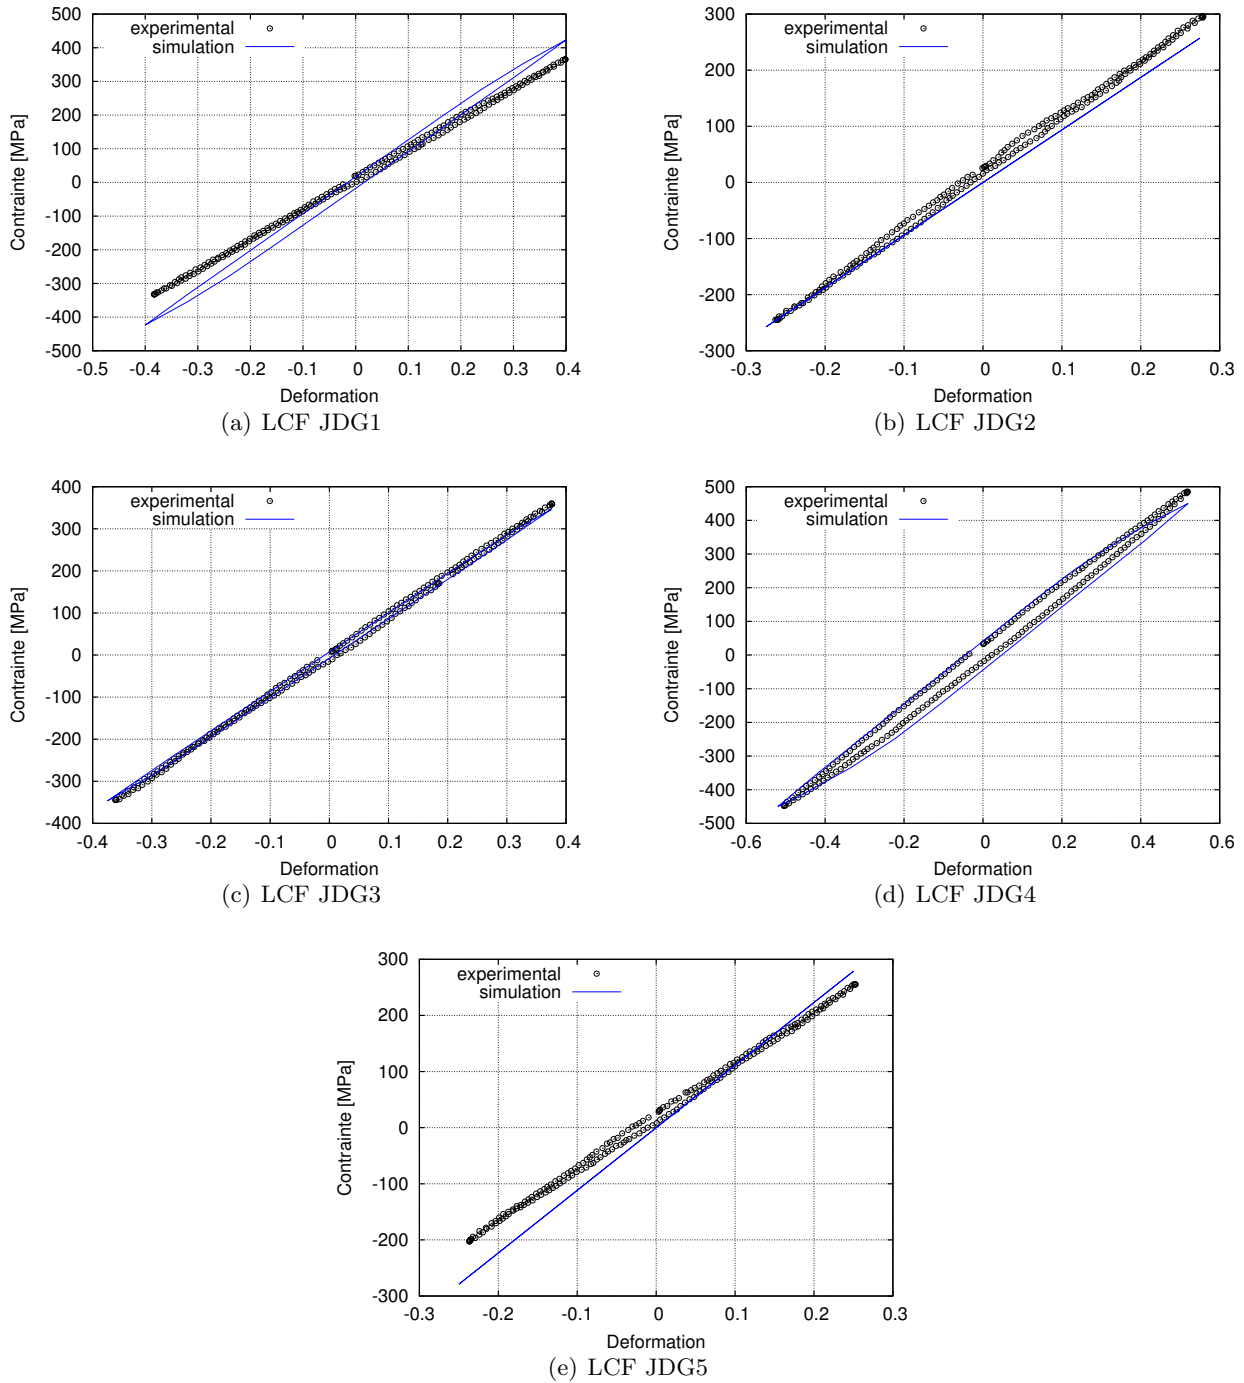 500
400
300
200
100
0
-100
-200
-300
-400
-500
-0.5 -0.4 -0.3 -0.2 -0.1 0 0.1 0.2 0.3 0.4
Contrainte [MPa]
Deformation
experimental
simulation
(a) LCF JDG1
300
200
100
0
-100
-200
-300
-0.3 -0.2 -0.1 0 0.1 0.2 0.3
Contrainte [MPa]
Deformation
experimental
simulation
(b) LCF JDG2
400
300
200
100
0
-100
-200
-300
-400
-0.4 -0.3 -0.2 -0.1 0 0.1 0.2 0.3 0.4
Contrainte [MPa]
Deformation
experimental
simulation
(c) LCF JDG3
500
400
300
200
100
0
-100
-200
-300
-400
-500
-0.6 -0.4 -0.2 0 0.2 0.4 0.6
Contrainte [MPa]
Deformation
experimental
simulation
(d) LCF JDG4
300
200
100
0
-100
-200
-300
-0.3 -0.2 -0.1 0 0.1 0.2 0.3
Contrainte [MPa]
Deformation
experimental
simulation
(e) LCF JDG5